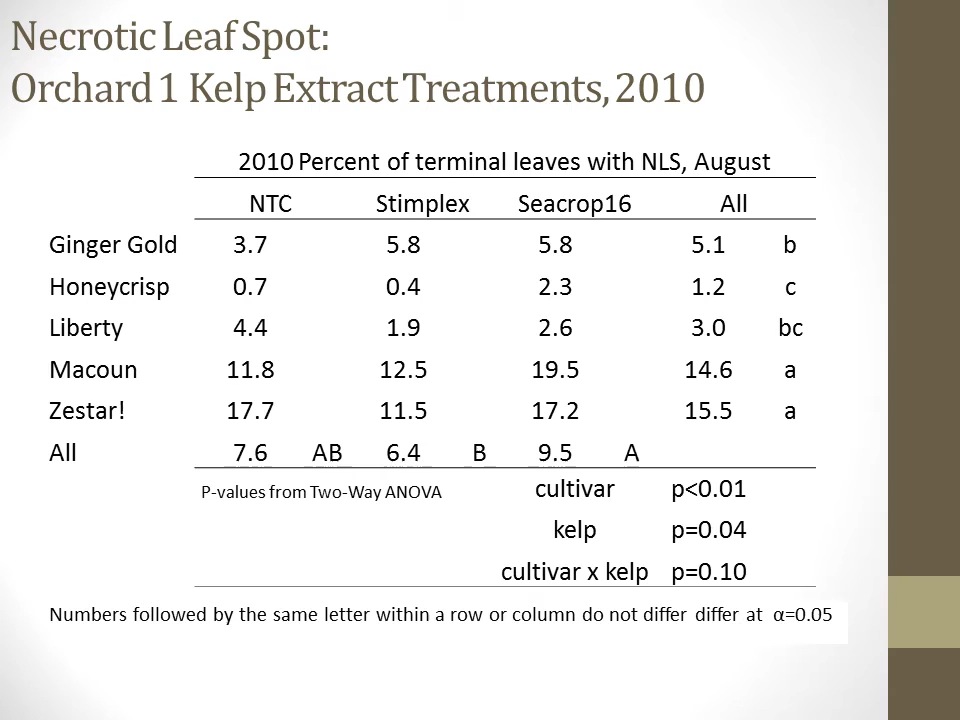 Necrotic Leaf Spot:
Orchard 1 Kelp Extract Treatments, 2010
2010 Percent of terminal leaves with NLS, August
NTC Stimplex Seacrop16 All
Ginger Gold 3.7 5.8 5.8 5.1 b
Honeycrisp 0.7 0.4 2.3 1.2 c
Liberty 4.4 1.9 2.6 3.0 bc
Macoun 11.8 12.5 19.5 14.6 a
Zestar! 17.7 11.5 17.2 15.5 a
All 7.6 AB 6.4 B 9.5 A
P-values from Two-Way ANOVA cultivar p<0.01
kelp p=0.04
cultivar x kelp p=0.10
Numbers followed by the same letter within a row or column do not differ differ at α=0.05